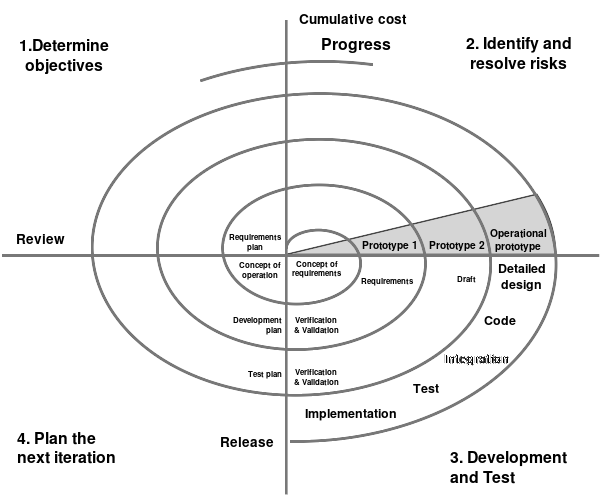 Cumulative cost
Progress
1.Determine
objectives
2. Identify and
resolve risks
Review
Requirements
plan
Prototype 1
Prototype 2
Operational
prototype
Concept of
operation
Concept of
requirements
Requirements
Draft
Detailed
design
Development
plan
Verification
& Validation
Code
Integration
Test plan
Verification
& Validation
Test
Implementation
Release
4. Plan the
next iteration
3. Development
and Test